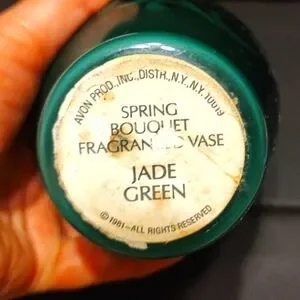 AVON PROD., INC., DISTR., N.Y., N.Y. 10019
SPRING
BOUQUET
VASE
JADE
GREEN
©1981-ALL RIGHTS RESERVED